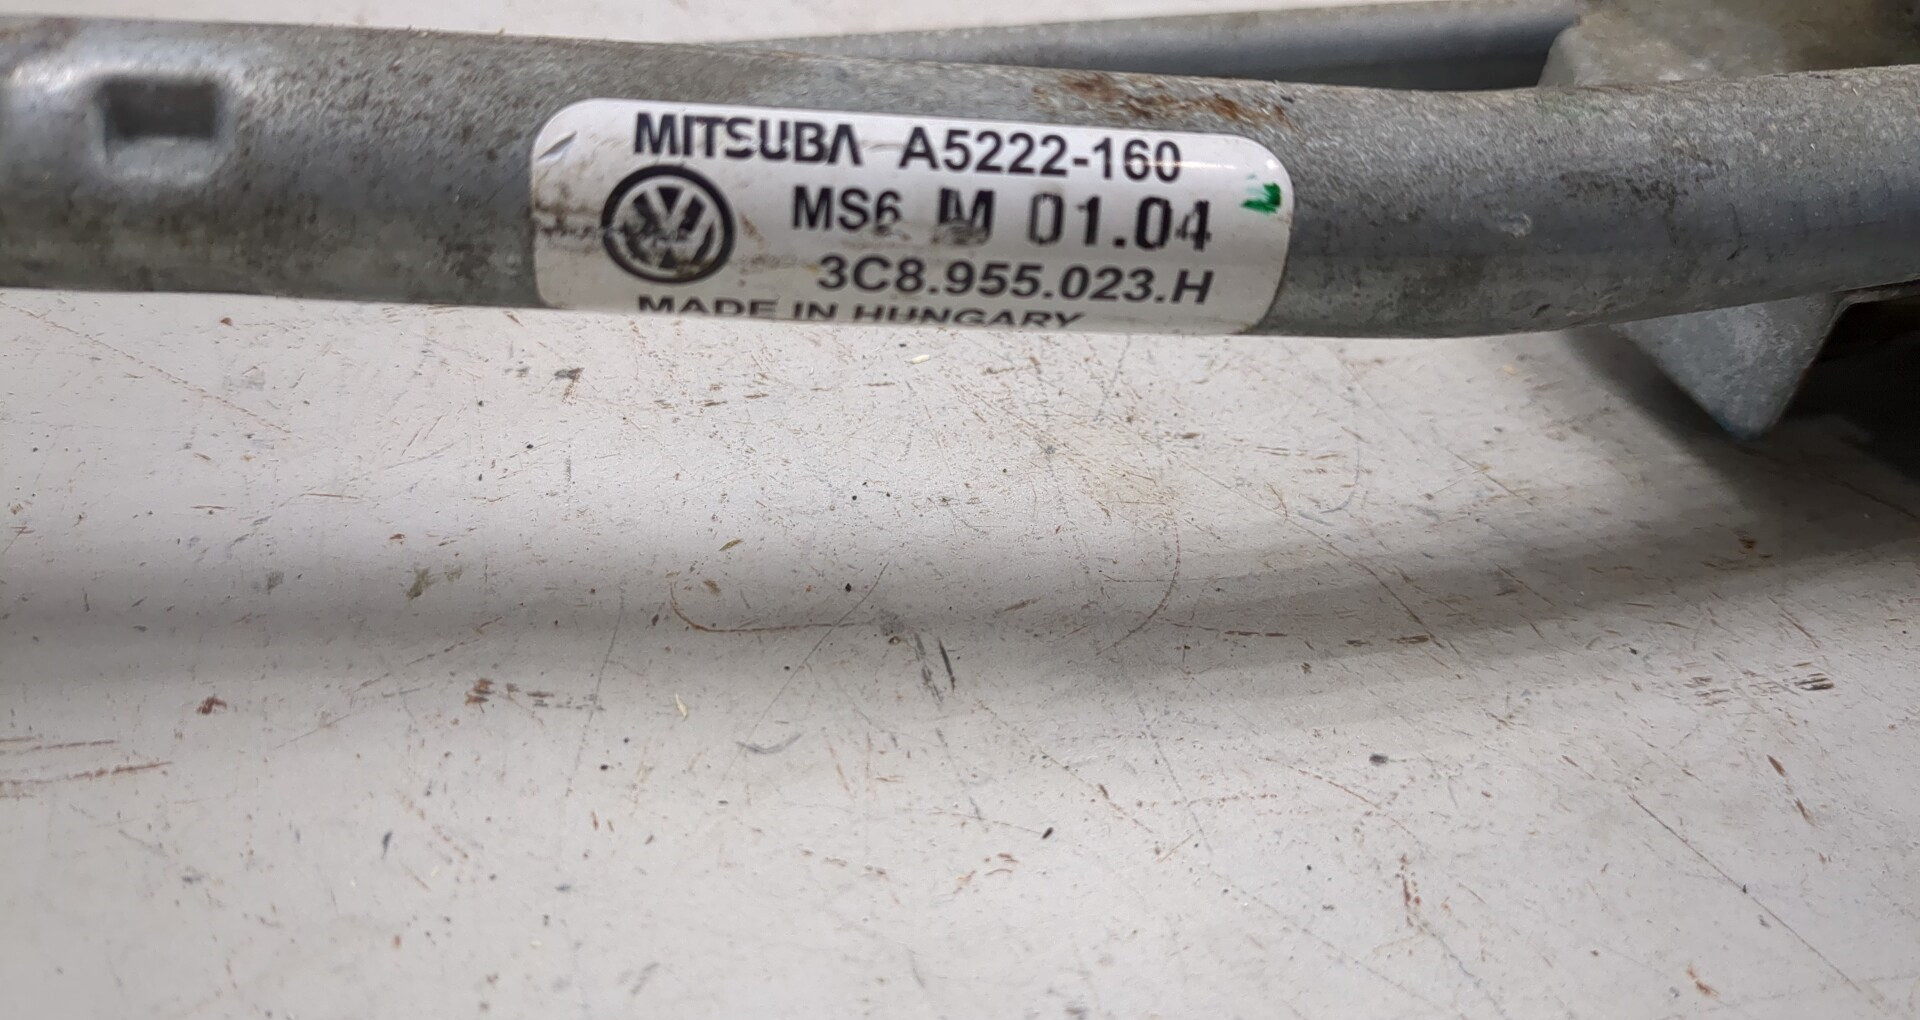 MITSUBA A5222-160
MS6 M 01.04
3C8.955.023.H
MADE IN HUNGARY